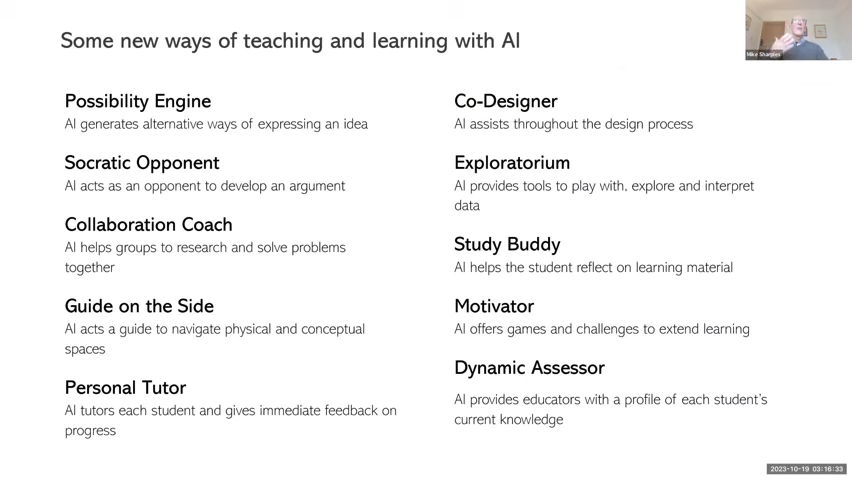 Some new ways of teaching and learning with AI
Mike Sharples
Possibility Engine
AI generates alternative ways of expressing an idea
Socratic Opponent
AI acts as an opponent to develop an argument
Collaboration Coach
AI helps groups to research and solve problems
together
Guide on the Side
AI acts a guide to navigate physical and conceptual
spaces
Personal Tutor
AI tutors each student and gives immediate feedback on
progress
Co-Designer
AI assists throughout the design process
Exploratorium
AI provides tools to play with, explore and interpret
data
Study Buddy
AI helps the student reflect on learning material
Motivator
AI offers games and challenges to extend learning
Dynamic Assessor
AI provides educators with a profile of each student's
current knowledge
2023-10-19 03:16:33